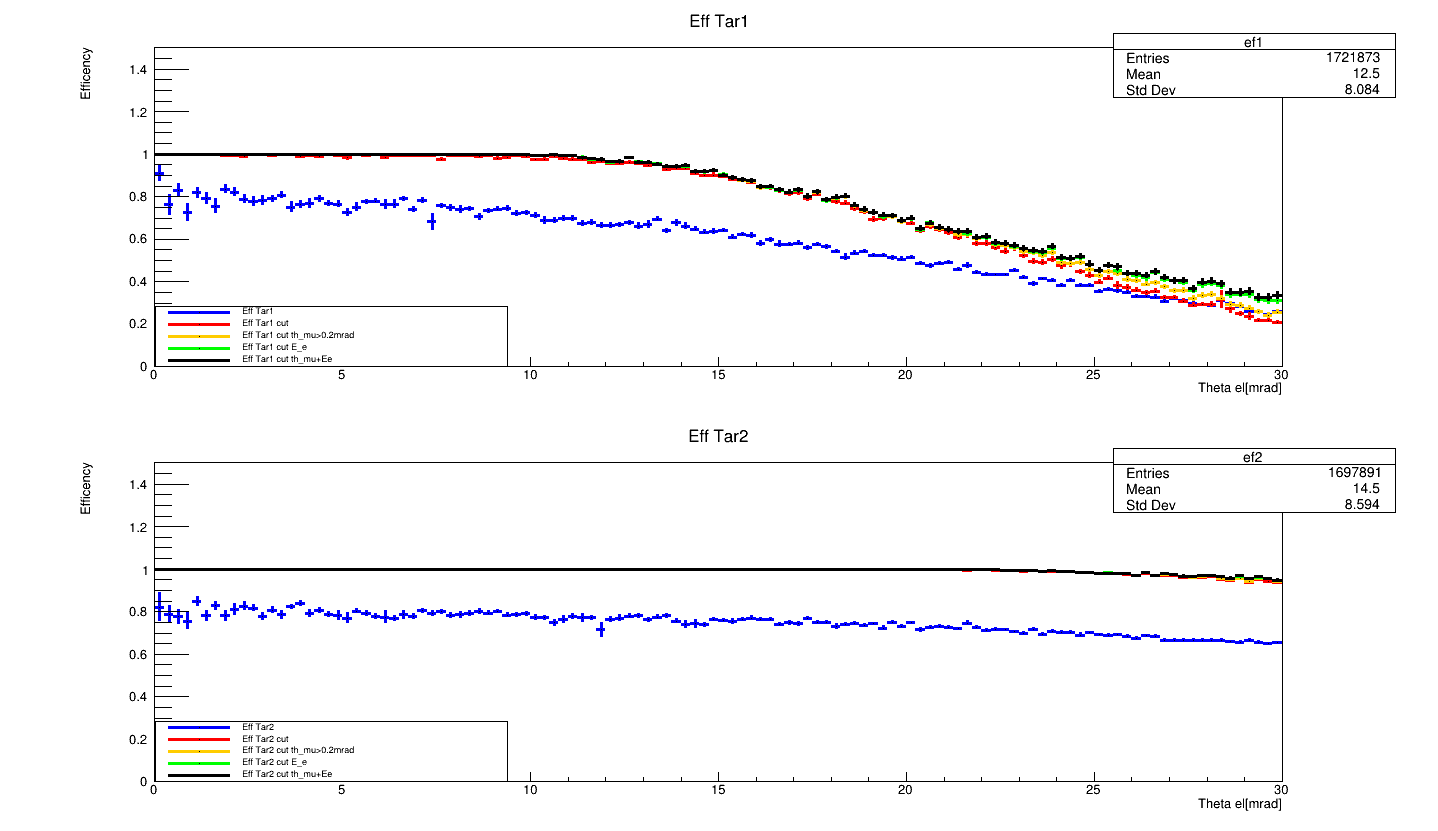 Eff Tar1
Efficency
ef1
Entries 1721873
Mean 12.5
Std Dev 8.084
1.4
1.2
1
0.8
0.6
0.4
0.2
0
Eff Tar1
Eff Tar1 cut
Eff Tar1 cut th_mu>0.2mrad
Eff Tar1 cut E_e
Eff Tar1 cut th_mu+Ee
0 5 10 15 20 25 30
Theta el[mrad]
Eff Tar2
Efficency
ef2
Entries 1697891
Mean 14.5
Std Dev 8.594
1.4
1.2
1
0.8
0.6
0.4
0.2
0
Eff Tar2
Eff Tar2 cut
Eff Tar2 cut th_mu>0.2mrad
Eff Tar2 cut E_e
Eff Tar2 cut th_mu+Ee
0 5 10 15 20 25 30
Theta el[mrad]